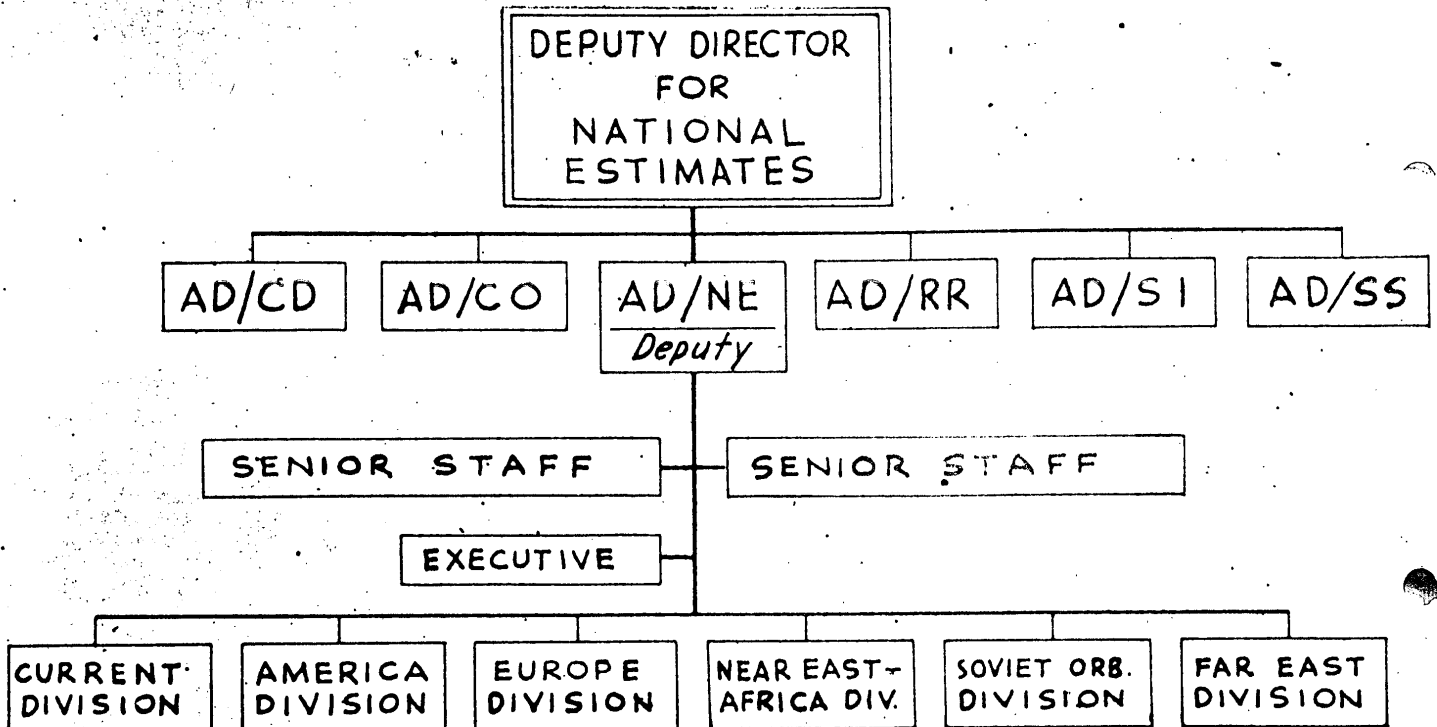 DEPUTY DIRECTOR
FOR
NATIONAL
ESTIMATES
AD/CD
AD/CO
AD/NE
Deputy
AD/RR
AD/SI
AD/SS
SENIOR STAFF
SENIOR STAFF
EXECUTIVE
CURRENT
DIVISION
AMERICA
DIVISION
EUROPE
DIVISION
NEAR EAST-
AFRICA DIV.
SOVIET ORB.
DIVISION
FAR EAST
DIVISION